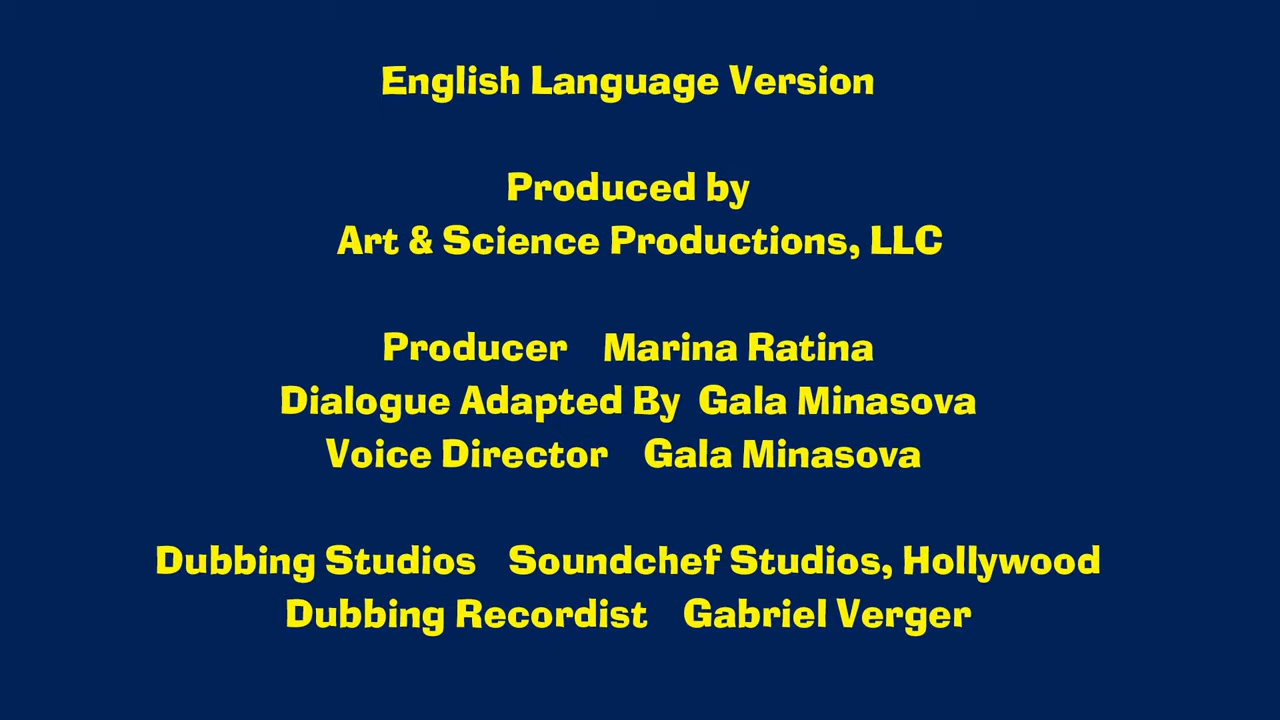 English Language Version
Produced by
Art & Science Productions, LLC
Producer Marina Ratina
Dialogue Adapted By Gala Minasova
Voice Director Gala Minasova
Dubbing Studios Soundchef Studios, Hollywood
Dubbing Recordist Gabriel Verger